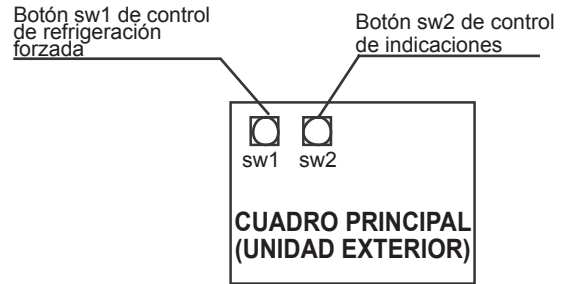 Botón sw1 de control
de refrigeración
forzada
Botón sw2 de control
de indicaciones
sw1 sw2
CUADRO PRINCIPAL
(UNIDAD EXTERIOR)